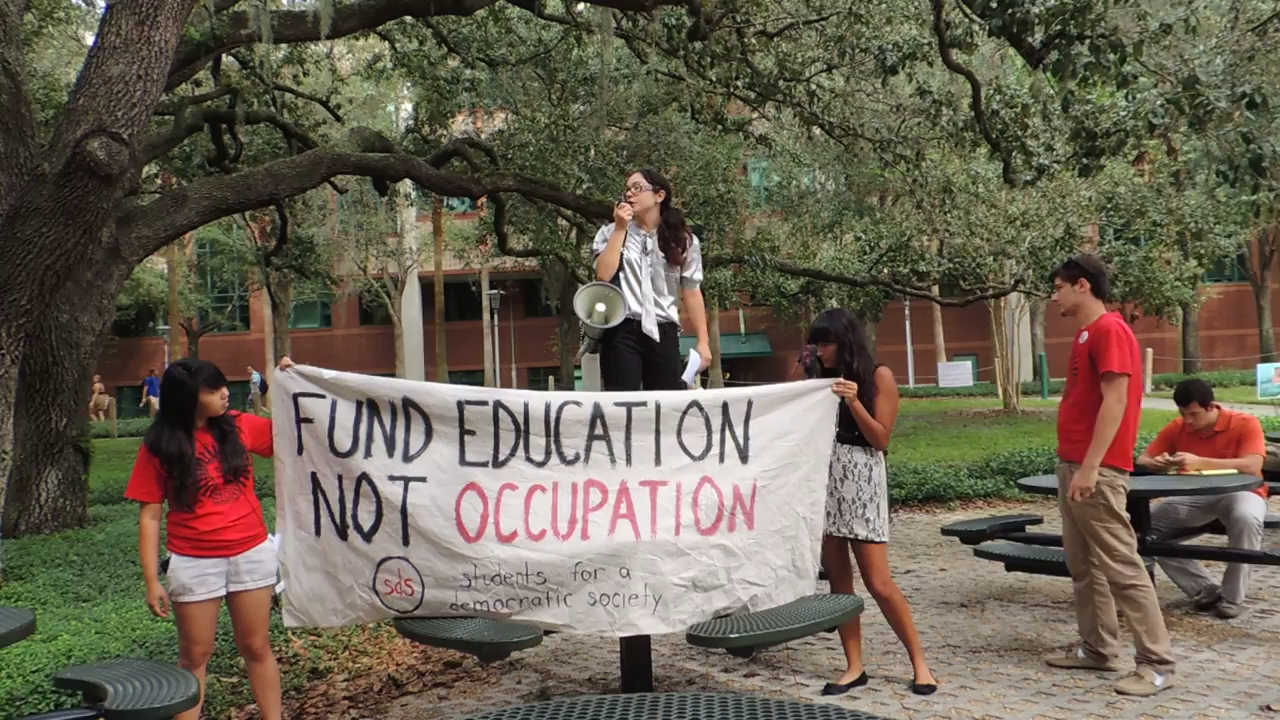 FUND EDUCATION
NOT OCCUPATION
sds students for a
democratic society